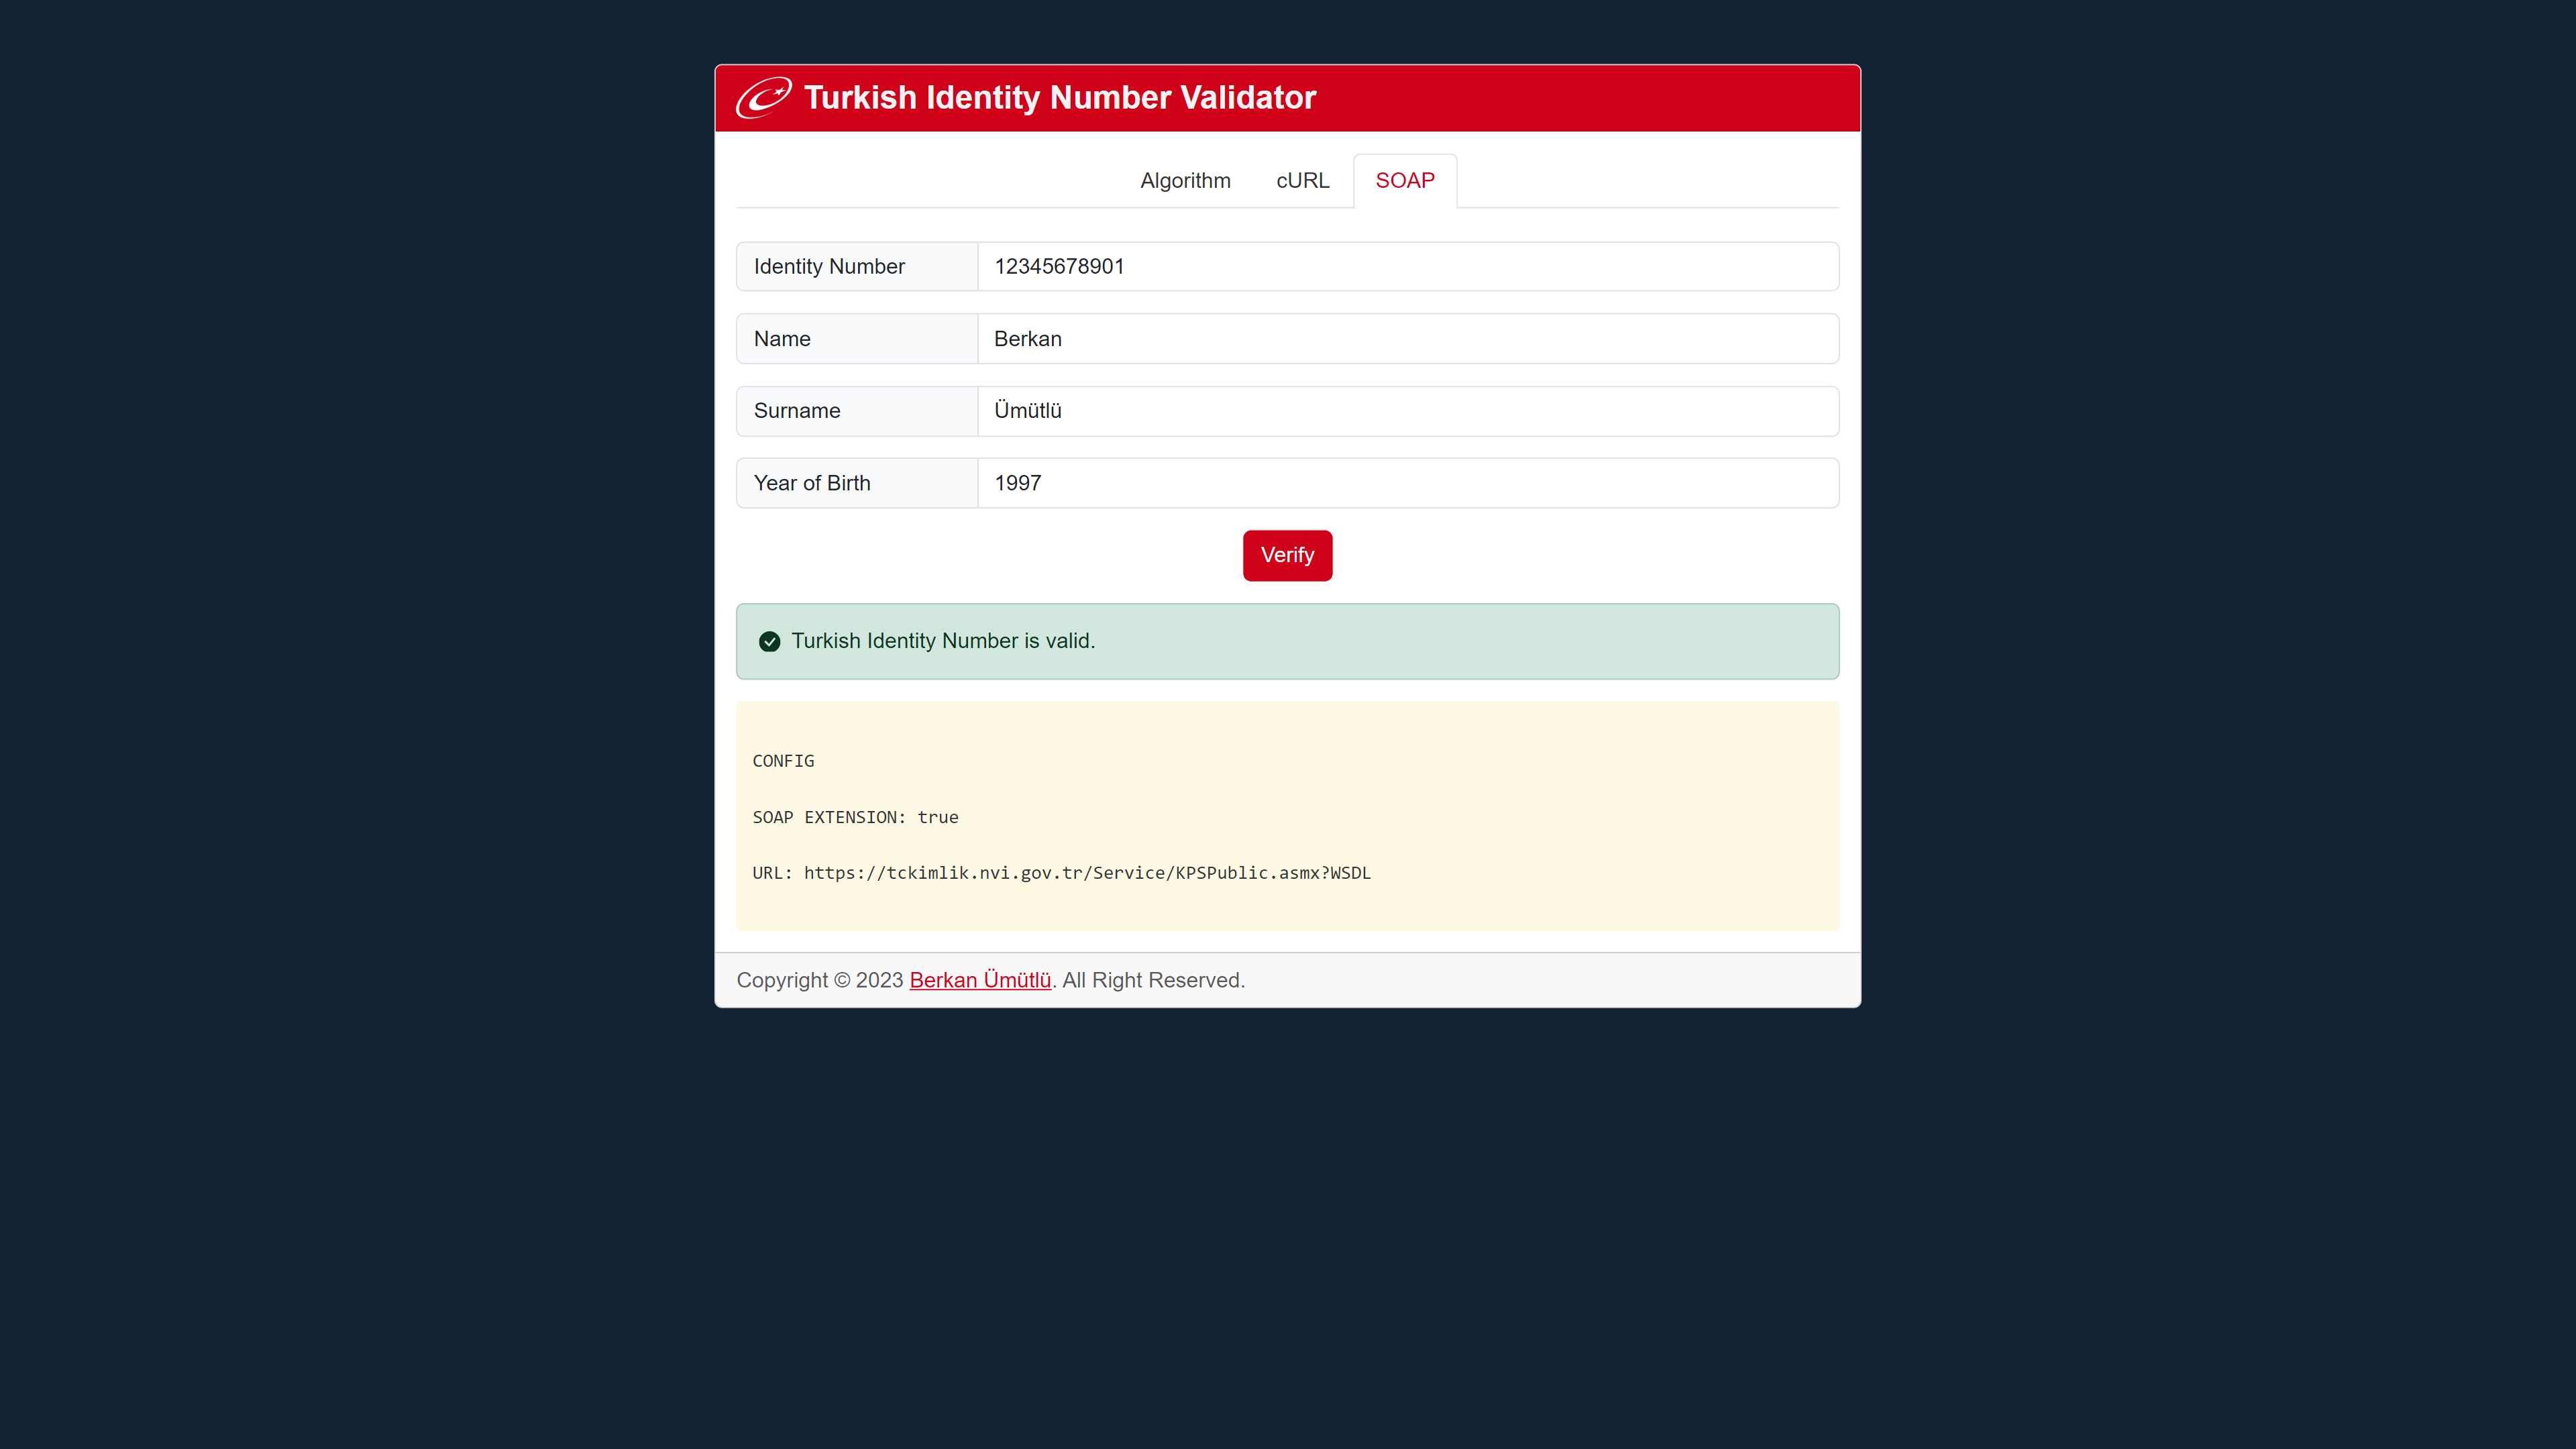 Turkish Identity Number Validator
Algorithm cURL SOAP
Identity Number 12345678901
Name Berkan
Surname Ümütlü
Year of Birth 1997
Verify
Turkish Identity Number is valid.
CONFIG
SOAP EXTENSION: true
URL: https://tckimlik.nvi.gov.tr/Service/KPSPublic.asmx?WSDL
Copyright © 2023 Berkan Ümütlü. All Right Reserved.